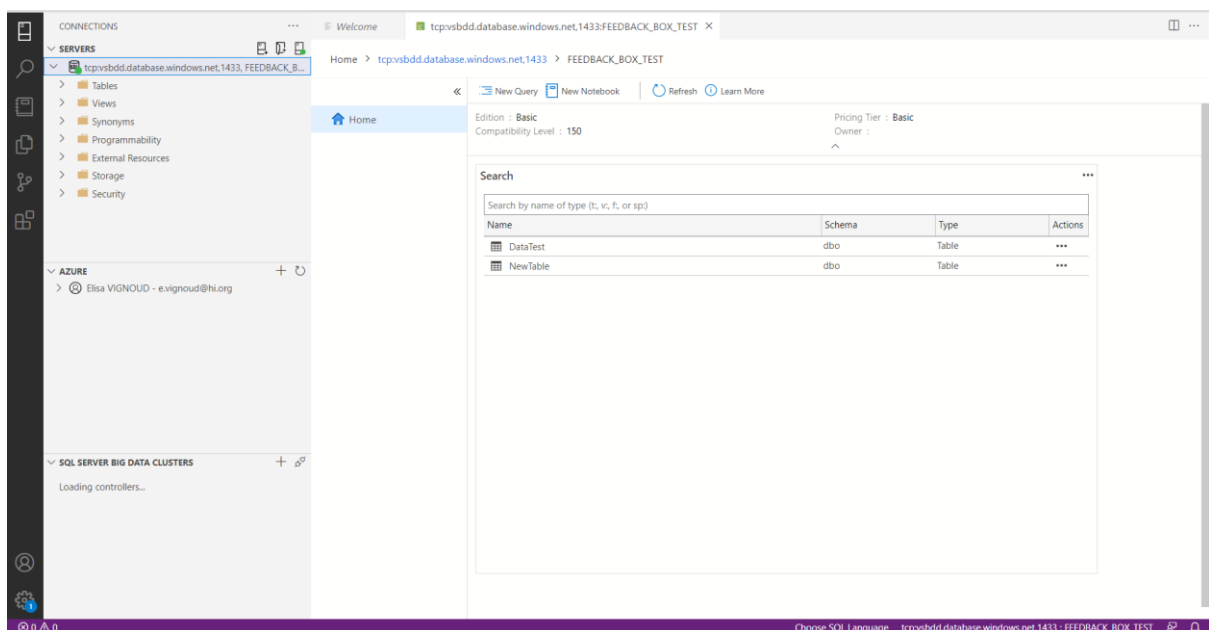 CONNECTIONS
SERVERS
tcp:vsbdd.database.windows.net,1433, FEEDBACK_B...
Tables
Views
Synonyms
Programmability
External Resources
Storage
Security
AZURE
Elisa VIGNOUD - e.vignoud@hi.org
SQL SERVER BIG DATA CLUSTERS
Loading controllers...
Welcome
tcp:vsbdd.database.windows.net,1433:FEEDBACK_BOX_TEST
Home > tcp:vsbdd.database.windows.net,1433 > FEEDBACK_BOX_TEST
Home
New Query New Notebook Refresh Learn More
Edition : Basic Pricing Tier : Basic
Compatibility Level : 150 Owner :
Search
Search by name of type (t:, v:, f:, or sp:)
Name Schema Type Actions
DataTest dbo Table
NewTable dbo Table
1
0 0 Choose SQL Language tcp:vsbdd.database.windows.net,1433 : FEEDBACK_BOX_TEST